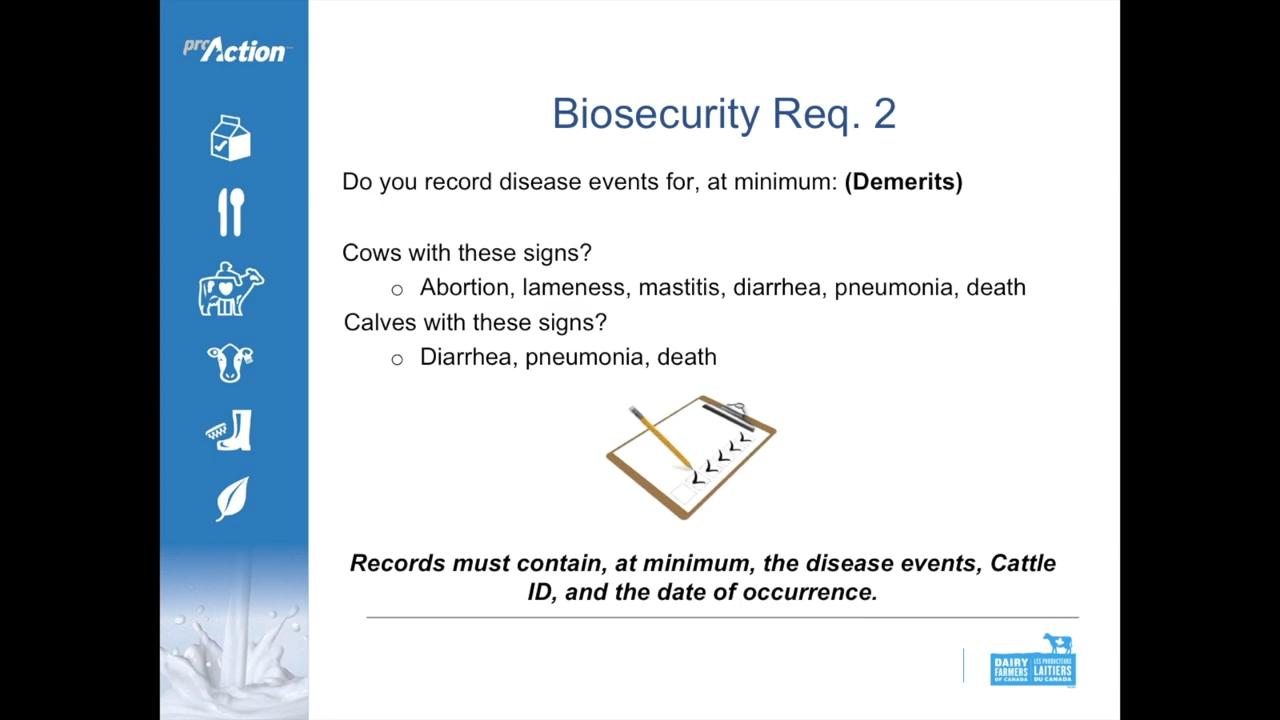 proAction
Biosecurity Req. 2
Do you record disease events for, at minimum: (Demerits)
Cows with these signs?
o Abortion, lameness, mastitis, diarrhea, pneumonia, death
Calves with these signs?
o Diarrhea, pneumonia, death
Records must contain, at minimum, the disease events, Cattle
ID, and the date of occurrence.
DAIRY
FARMERS
OF CANADA
LES PRODUCTEURS
LAITIERS
DU CANADA